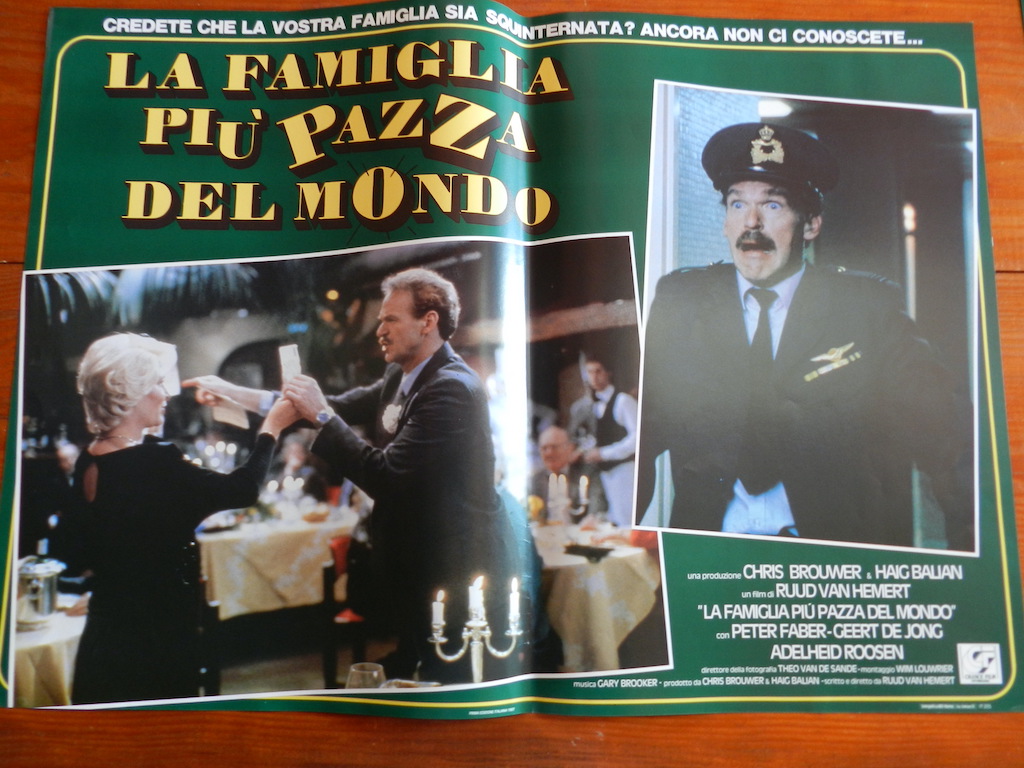 CREDETE CHE LA VOSTRA FAMIGLIA SIA SQUINTERNATA? ANCORA NON CI CONOSCETE...
LA FAMIGLIA
PIÙ PAZZA
DEL MONDO
una produzione CHRIS BROUWER & HAIG BALIAN
un film di RUUD VAN HEMERT
"LA FAMIGLIA PIÙ PAZZA DEL MONDO"
con PETER FABER - GEERT DE JONG
ADELHEID ROOSEN
direttore della fotografia THEO VAN DE SANDE - montaggio WIM LOUWRIER
musica GARY BROOKER - prodotto da CHRIS BROUWER & HAIG BALIAN - scritto e diretto da RUUD VAN HEMERT